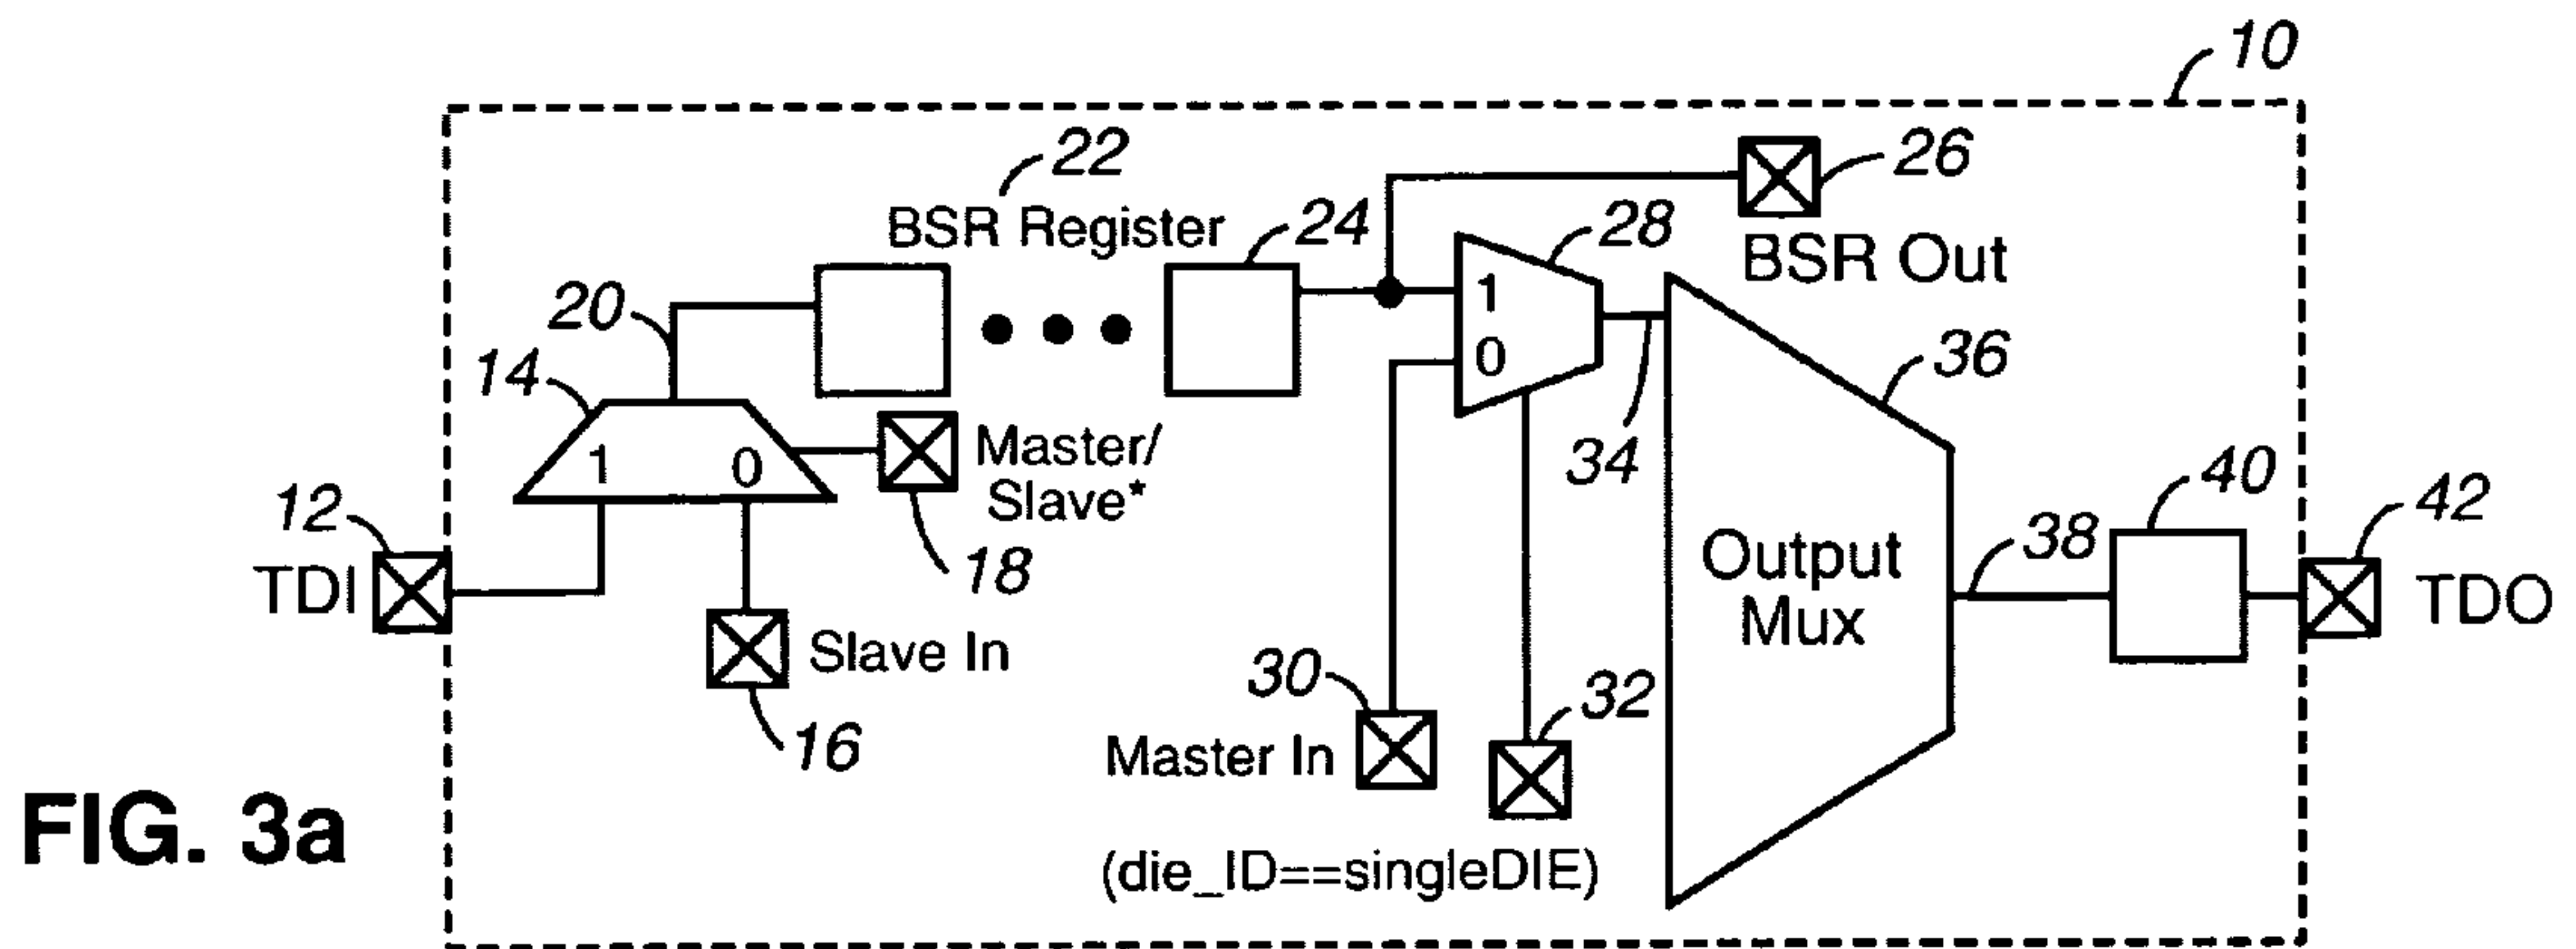 10
22
BSR Register
24
26
BSR Out
28
20
14
1
0
1
0
36
34
Master/
Slave*
18
12
TDI
Slave In
16
Output
Mux
38
40
42
TDO
30
Master In
32
(die_ID==singleDIE)
FIG. 3a